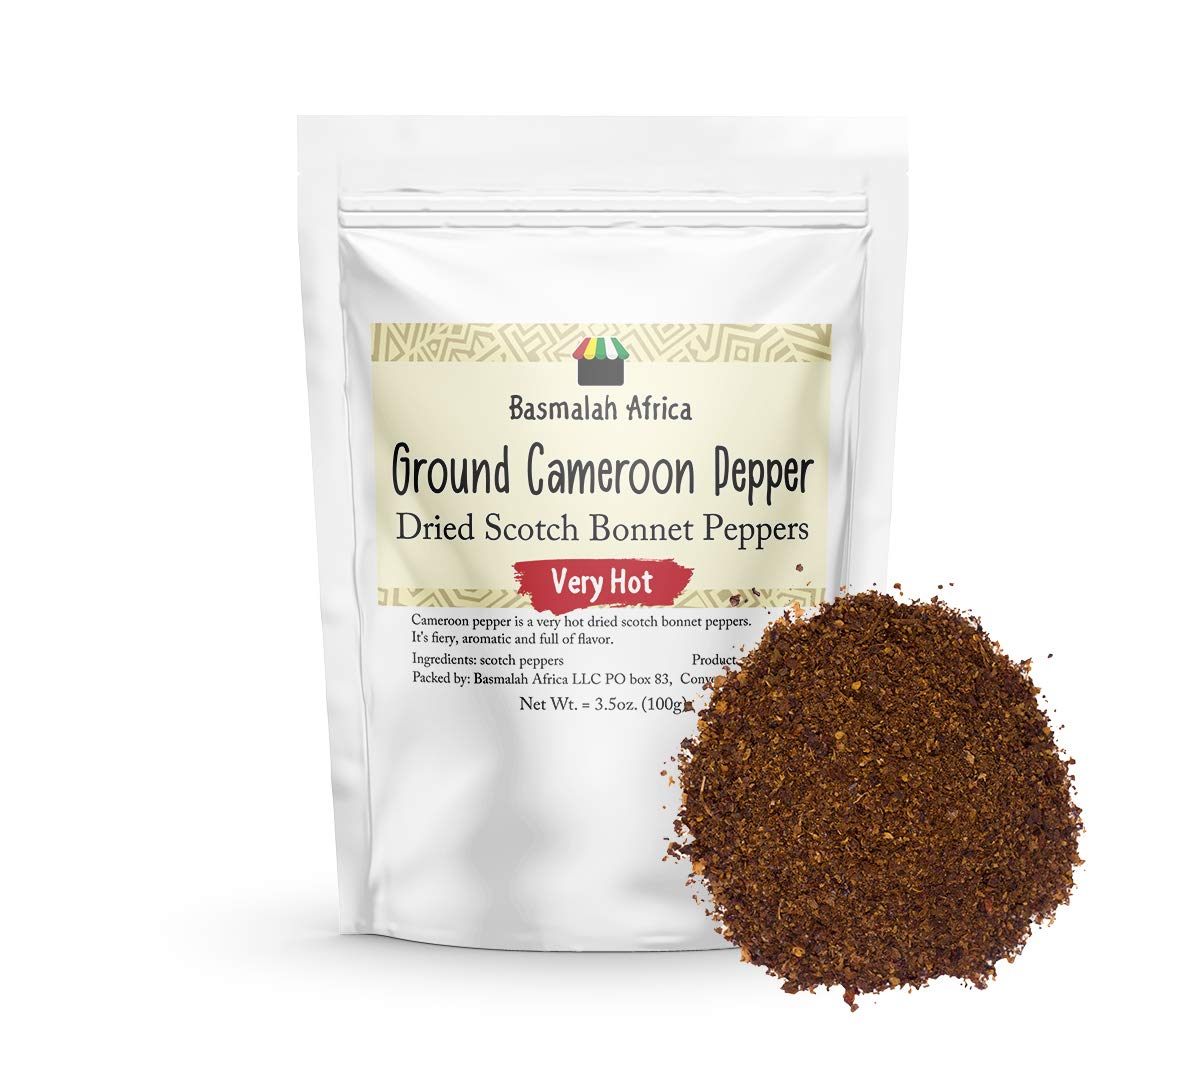 Basmalah Africa
Ground Cameroon Pepper
Dried Scotch Bonnet Peppers
Very Hot
Cameroon pepper is a very hot dried scotch bonnet peppers.
It's fiery, aromatic and full of flavor.
Ingredients: scotch peppers Product
Packed by: Basmalah Africa LLC PO box 83,
Net Wt. = 3.5oz. (100g)